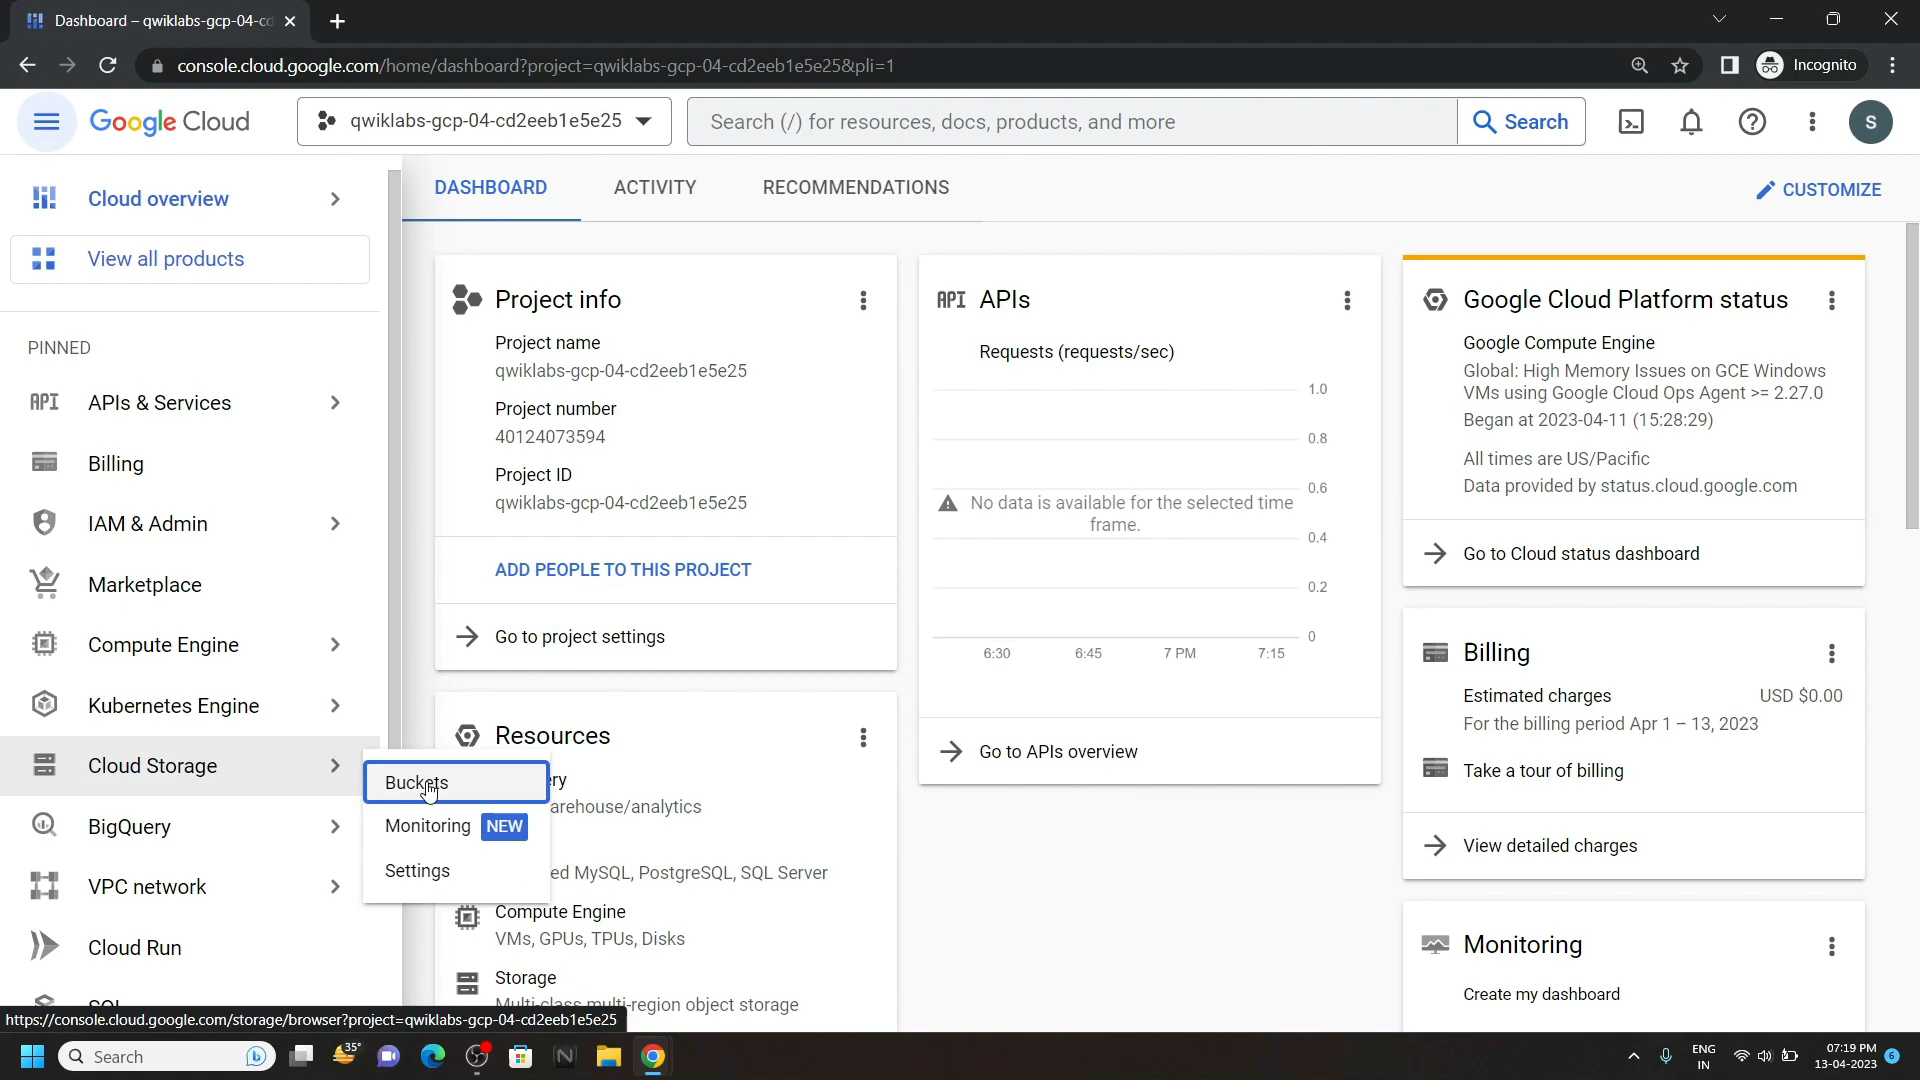 Dashboard – qwiklabs-gcp-04-cd
console.cloud.google.com/home/dashboard?project=qwiklabs-gcp-04-cd2eeb1e5e25&pli=1
Incognito
Google Cloud
qwiklabs-gcp-04-cd2eeb1e5e25
Search (/) for resources, docs, products, and more
Search
S
Cloud overview
View all products
PINNED
API APIs & Services
Billing
IAM & Admin
Marketplace
Compute Engine
Kubernetes Engine
Cloud Storage
BigQuery
VPC network
Cloud Run
SQL
Buckets
Monitoring NEW
Settings
DASHBOARD
ACTIVITY
RECOMMENDATIONS
CUSTOMIZE
Project info
Project name
qwiklabs-gcp-04-cd2eeb1e5e25
Project number
40124073594
Project ID
qwiklabs-gcp-04-cd2eeb1e5e25
ADD PEOPLE TO THIS PROJECT
Go to project settings
Resources
ry
arehouse/analytics
ed MySQL, PostgreSQL, SQL Server
Compute Engine
VMs, GPUs, TPUs, Disks
Storage
Multi-class multi-region object storage
API APIs
Requests (requests/sec)
1.0
0.8
0.6
No data is available for the selected time
frame.
0.4
0.2
0
6:30 6:45 7 PM 7:15
Go to APIs overview
Google Cloud Platform status
Google Compute Engine
Global: High Memory Issues on GCE Windows
VMs using Google Cloud Ops Agent >= 2.27.0
Began at 2023-04-11 (15:28:29)
All times are US/Pacific
Data provided by status.cloud.google.com
Go to Cloud status dashboard
Billing
Estimated charges USD $0.00
For the billing period Apr 1 – 13, 2023
Take a tour of billing
View detailed charges
Monitoring
Create my dashboard
https://console.cloud.google.com/storage/browser?project=qwiklabs-gcp-04-cd2eeb1e5e25
Search
35°
ENG
IN
07:19 PM
13-04-2023
6